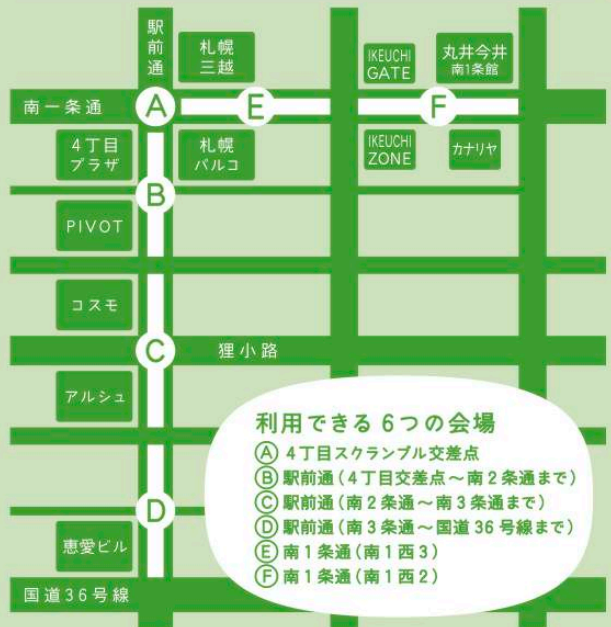 駅前通
札幌
三越
IKEUCHI
GATE
丸井今井
南1条館
南一条通
A
E
F
4丁目
プラザ
札幌
パルコ
IKEUCHI
ZONE
カナリヤ
B
PIVOT
コスモ
C
狸小路
アルシュ
D
恵愛ビル
国道36号線
利用できる6つの会場
A 4丁目スクランブル交差点
B 駅前通(4丁目交差点~南2条通まで)
C 駅前通(南2条通~南3条通まで)
D 駅前通(南3条通~国道36号線まで)
E 南1条通(南1西3)
F 南1条通(南1西2)